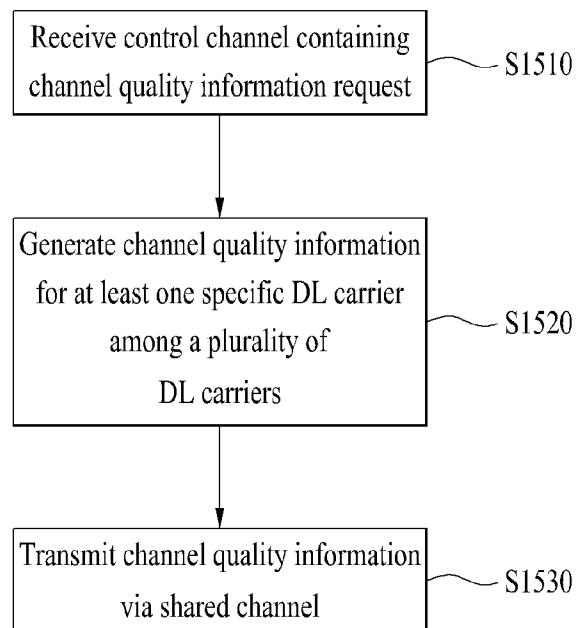 Receive control channel containing
channel quality information request
S1510
Generate channel quality information
for at least one specific DL carrier
among a plurality of
DL carriers
S1520
Transmit channel quality information
via shared channel
S1530